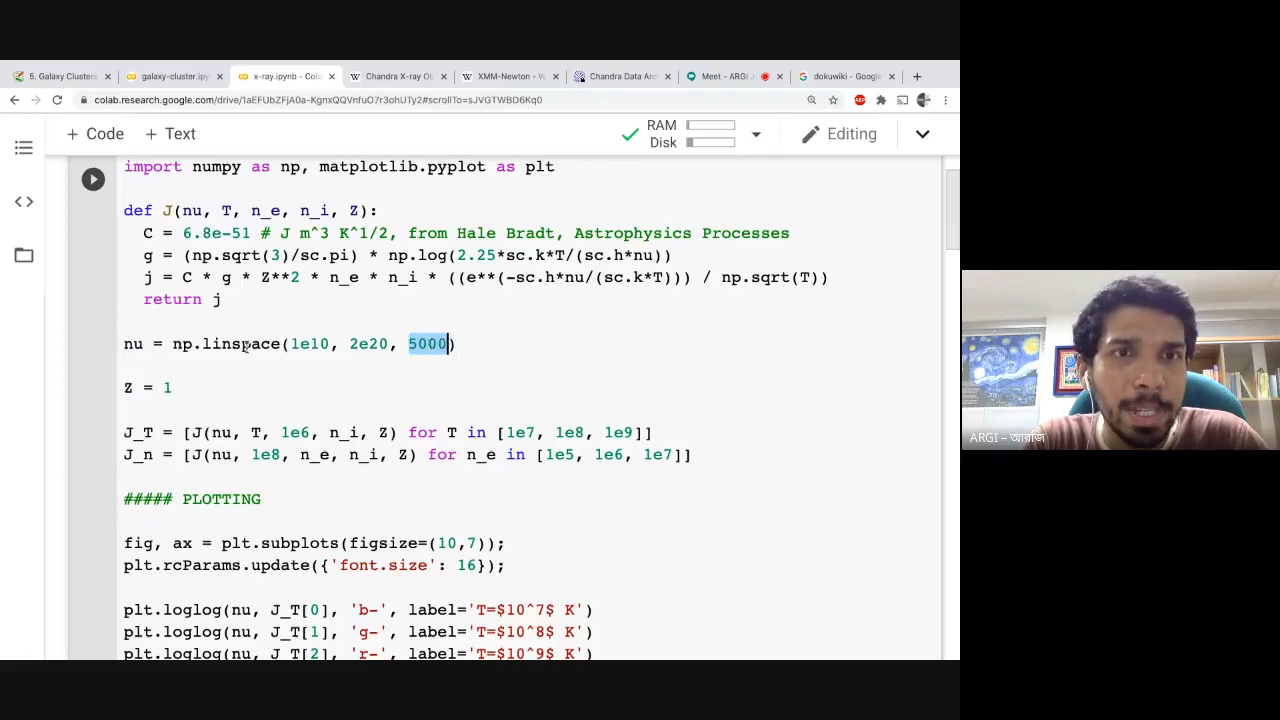 5. Galaxy Clusters
galaxy-cluster.ipy
x-ray.ipynb - Cola
Chandra X-ray Ob
XMM-Newton - W
Chandra Data Arc
Meet - ARGI
dokuwiki - Google
colab.research.google.com/drive/1aEFUbZFjA0a-KgnxQQVnfuO7r3ohUTy2#scrollTo=sJVGTWBD6Kq0
ABP
+ Code + Text
RAM
Disk
Editing
import numpy as np, matplotlib.pyplot as plt
def J(nu, T, n_e, n_i, Z):
C = 6.8e-51 # J m^3 K^1/2, from Hale Bradt, Astrophysics Processes
g = (np.sqrt(3)/sc.pi) * np.log(2.25*sc.k*T/(sc.h*nu))
j = C * g * Z**2 * n_e * n_i * ((e**(-sc.h*nu/(sc.k*T))) / np.sqrt(T))
return j
nu = np.linspace(1e10, 2e20, 5000)
Z = 1
J_T = [J(nu, T, 1e6, n_i, Z) for T in [1e7, 1e8, 1e9]]
J_n = [J(nu, 1e8, n_e, n_i, Z) for n_e in [1e5, 1e6, 1e7]]
##### PLOTTING
fig, ax = plt.subplots(figsize=(10,7));
plt.rcParams.update({'font.size': 16});
plt.loglog(nu, J_T[0], 'b-', label='T=$10^7$ K')
plt.loglog(nu, J_T[1], 'g-', label='T=$10^8$ K')
plt.loglog(nu, J_T[2], 'r-', label='T=$10^9$ K')
ARGI – আরজি